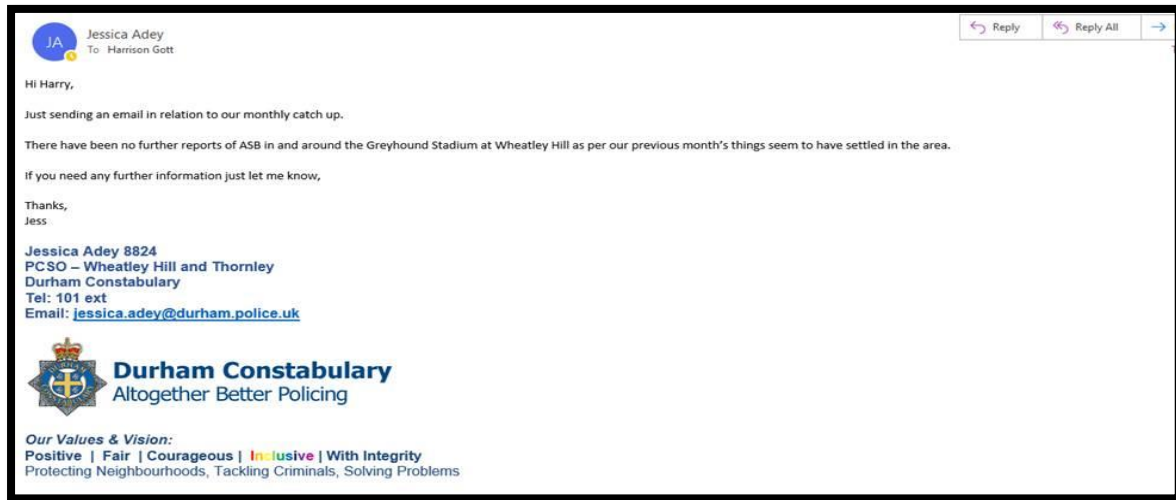 JA
Jessica Adey
To Harrison Gott
Reply
Reply All
Hi Harry,
Just sending an email in relation to our monthly catch up.
There have been no further reports of ASB in and around the Greyhound Stadium at Wheatley Hill as per our previous month's things seem to have settled in the area.
If you need any further information just let me know,
Thanks,
Jess
Jessica Adey 8824
PCSO – Wheatley Hill and Thornley
Durham Constabulary
Tel: 101 ext
Email: jessica.adey@durham.police.uk
Durham Constabulary
Altogether Better Policing
Our Values & Vision:
Positive | Fair | Courageous | Inclusive | With Integrity
Protecting Neighbourhoods, Tackling Criminals, Solving Problems